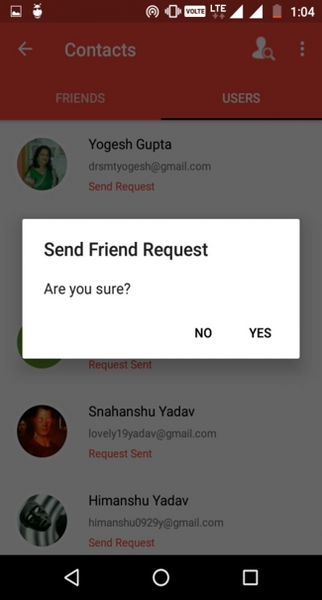 VOLTE LTE 1:04
Contacts
FRIENDS USERS
Yogesh Gupta
drsmtyogesh@gmail.com
Send Request
Send Friend Request
Are you sure?
NO YES
Request Sent
Snahanshu Yadav
lovely19yadav@gmail.com
Request Sent
Himanshu Yadav
himanshu0929y@gmail.com
Send Request